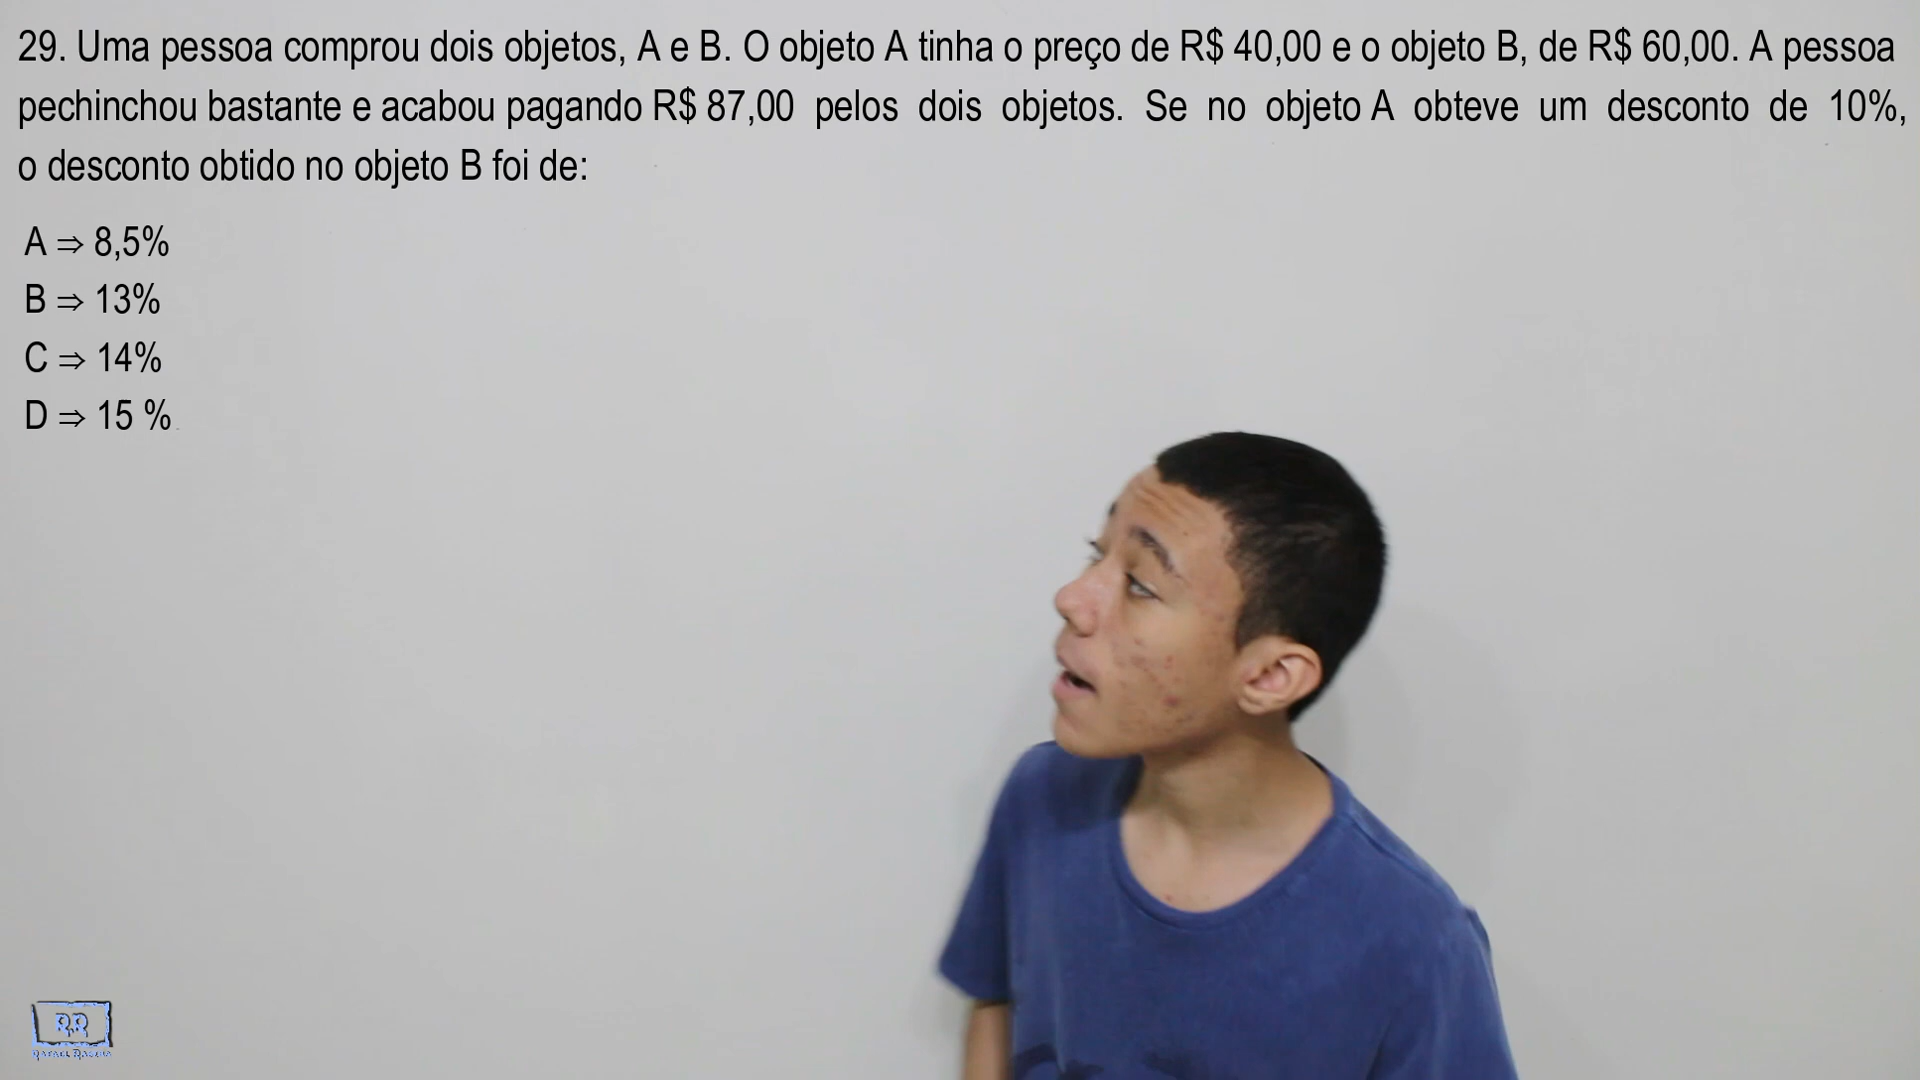 29. Uma pessoa comprou dois objetos, A e B. O objeto A tinha o preço de R$ 40,00 e o objeto B, de R$ 60,00. A pessoa
pechinchou bastante e acabou pagando R$ 87,00 pelos dois objetos. Se no objeto A obteve um desconto de 10%,
o desconto obtido no objeto B foi de:
A ⇒ 8,5%
B ⇒ 13%
C ⇒ 14%
D ⇒ 15 %
RR